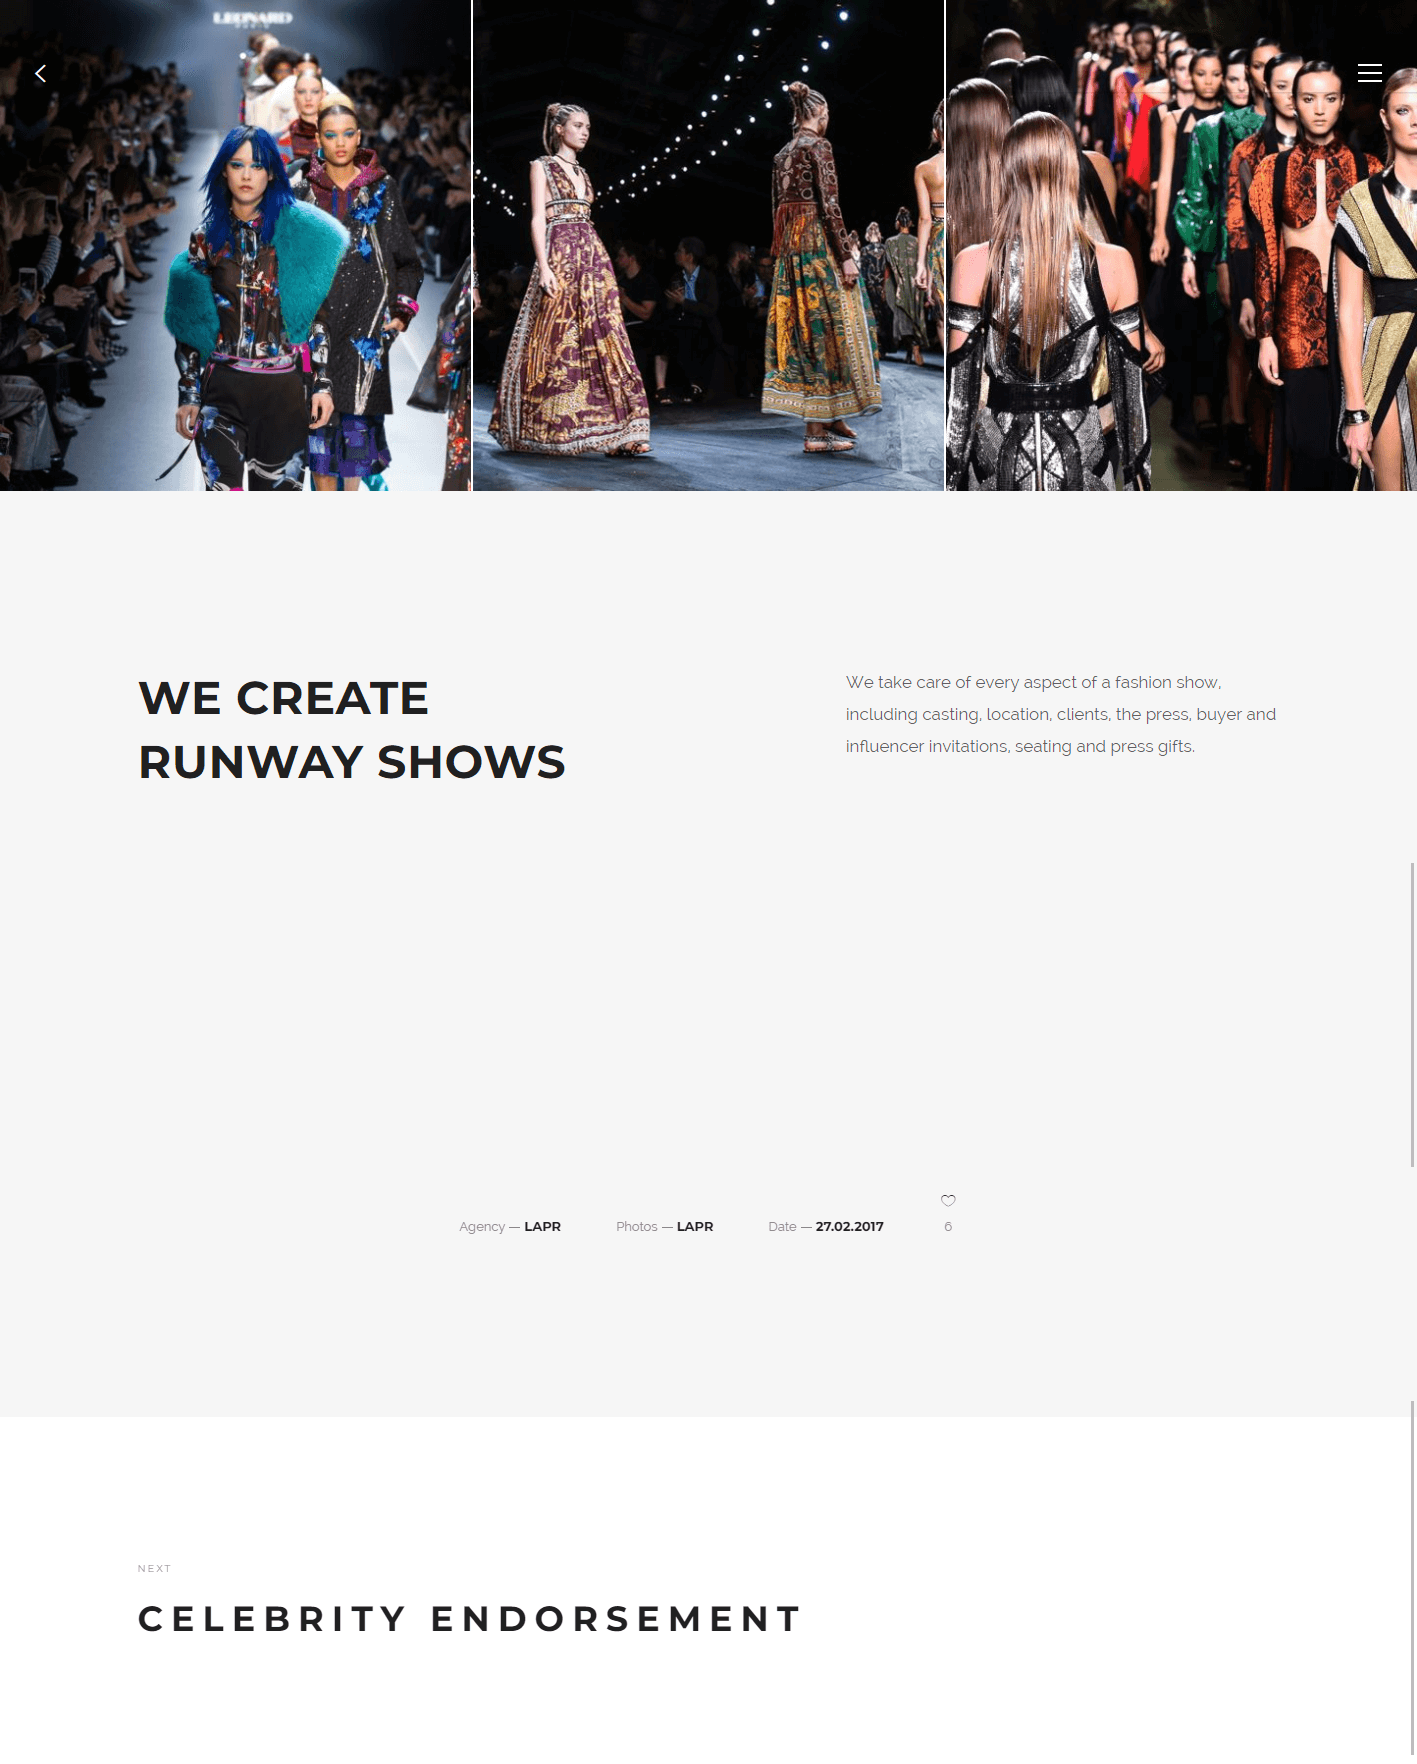 LEONARD
WE CREATE
RUNWAY SHOWS
We take care of every aspect of a fashion show,
including casting, location, clients, the press, buyer and
influencer invitations, seating and press gifts.
6
Agency — LAPR
Photos — LAPR
Date — 27.02.2017
NEXT
CELEBRITY ENDORSEMENT